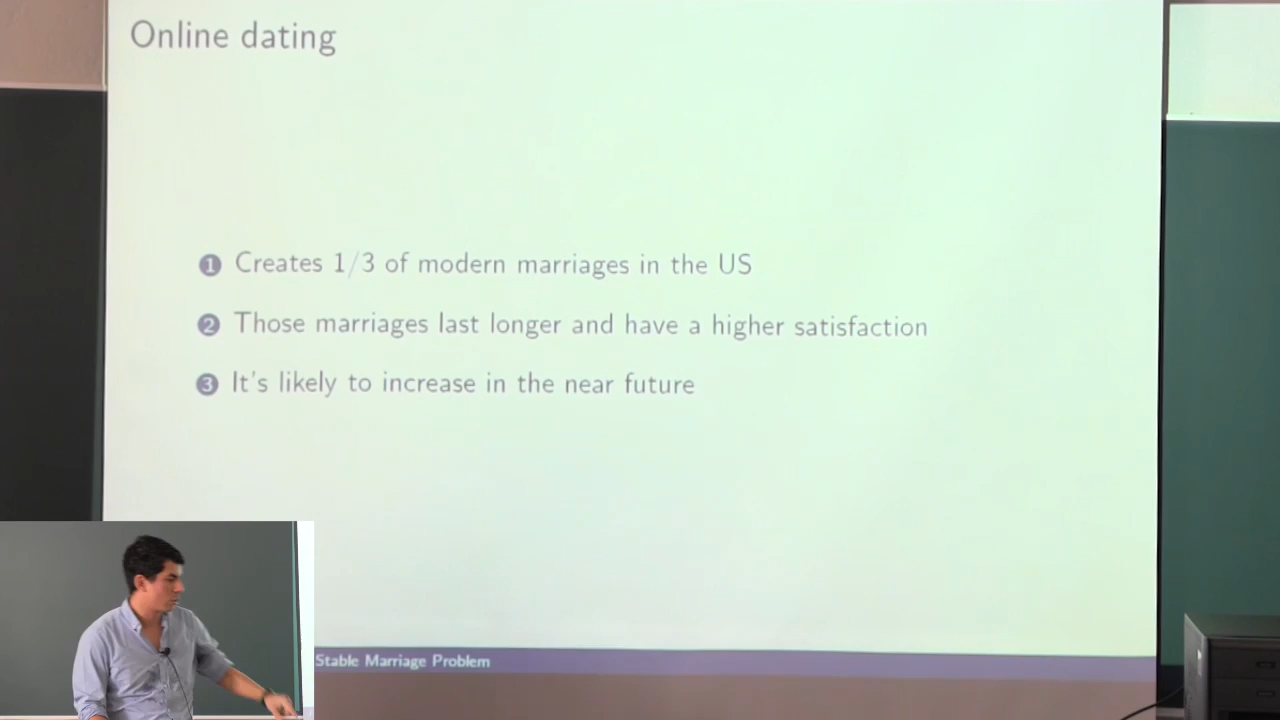 Online dating
1 Creates 1/3 of modern marriages in the US
2 Those marriages last longer and have a higher satisfaction
3 It's likely to increase in the near future
Stable Marriage Problem